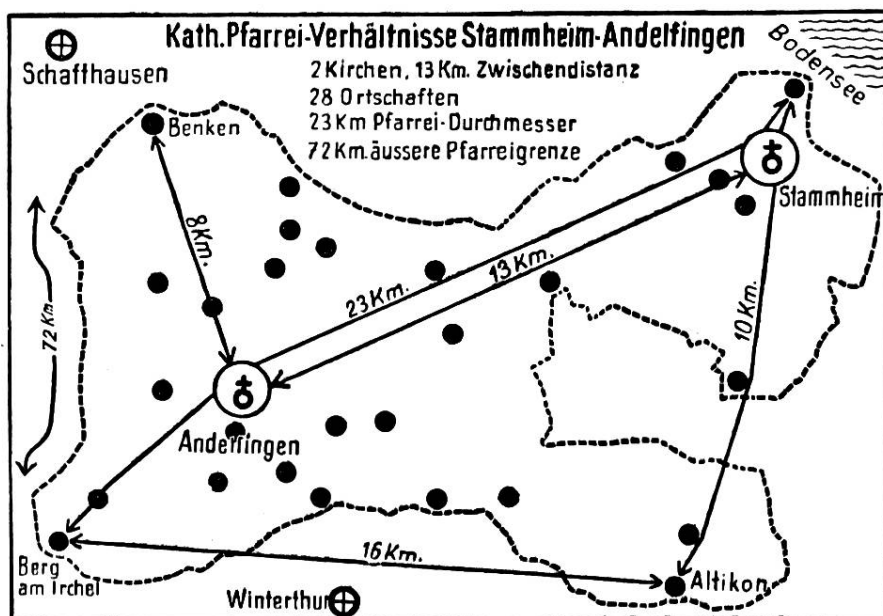 Kath. Pfarrei-Verhältnisse Stammheim-Andelfingen
Schaffhausen
2 Kirchen, 13 Km. Zwischendistanz
28 Ortschaften
23 Km Pfarrei-Durchmesser
72 Km. äussere Pfarreigrenze
Bodensee
Benken
Stammheim
8 Km.
23 Km.
13 Km.
10 Km.
72 Km
Andelfingen
16 Km.
Berg
am Irchel
Altikon
Winterthur